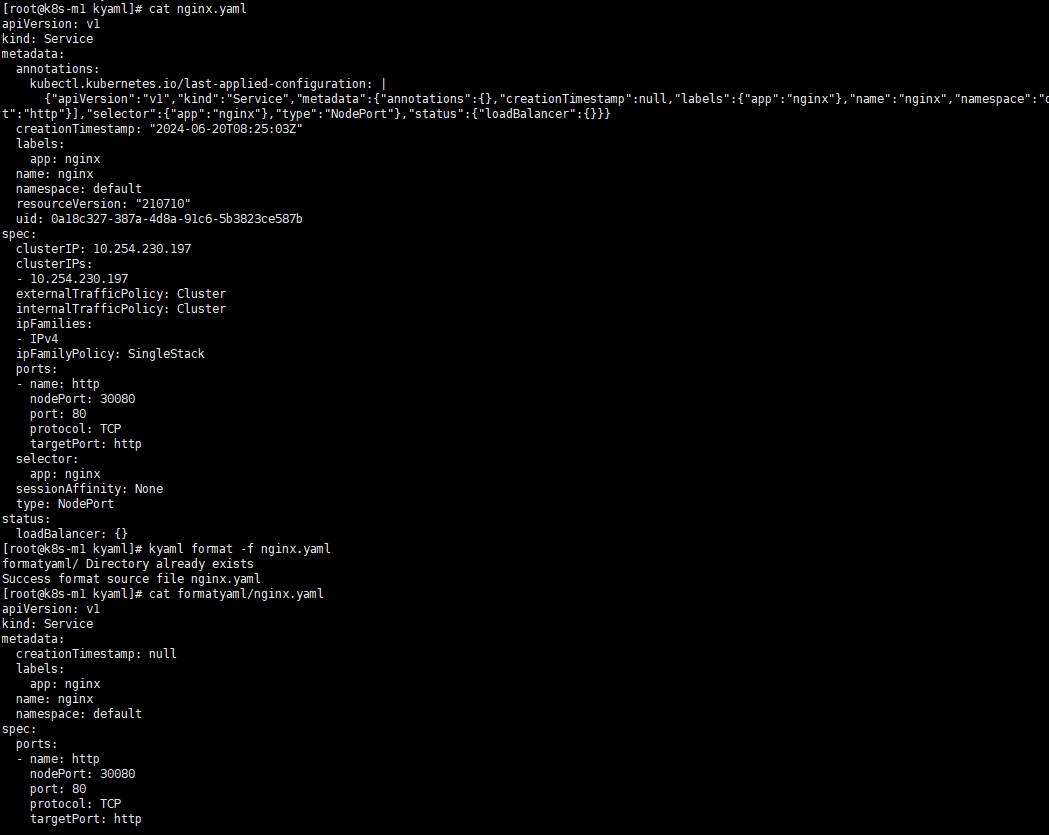 [root@k8s-m1 kyaml]# cat nginx.yaml
apiVersion: v1
kind: Service
metadata:
  annotations:
    kubectl.kubernetes.io/last-applied-configuration: |
      {"apiVersion":"v1","kind":"Service","metadata":{"annotations":{},"creationTimestamp":null,"labels":{"app":"nginx"},"name":"nginx","namespace":"
t":"http"}],"selector":{"app":"nginx"},"type":"NodePort"},"status":{"loadBalancer":{}}}
  creationTimestamp: "2024-06-20T08:25:03Z"
  labels:
    app: nginx
  name: nginx
  namespace: default
  resourceVersion: "210710"
  uid: 0a18c327-387a-4d8a-91c6-5b3823ce587b
spec:
  clusterIP: 10.254.230.197
  clusterIPs:
  - 10.254.230.197
  externalTrafficPolicy: Cluster
  internalTrafficPolicy: Cluster
  ipFamilies:
  - IPv4
  ipFamilyPolicy: SingleStack
  ports:
  - name: http
    nodePort: 30080
    port: 80
    protocol: TCP
    targetPort: http
  selector:
    app: nginx
  sessionAffinity: None
  type: NodePort
status:
  loadBalancer: {}
[root@k8s-m1 kyaml]# kyaml format -f nginx.yaml
formatyaml/ Directory already exists
Success format source file nginx.yaml
[root@k8s-m1 kyaml]# cat formatyaml/nginx.yaml
apiVersion: v1
kind: Service
metadata:
  creationTimestamp: null
  labels:
    app: nginx
  name: nginx
  namespace: default
spec:
  ports:
  - name: http
    nodePort: 30080
    port: 80
    protocol: TCP
    targetPort: http